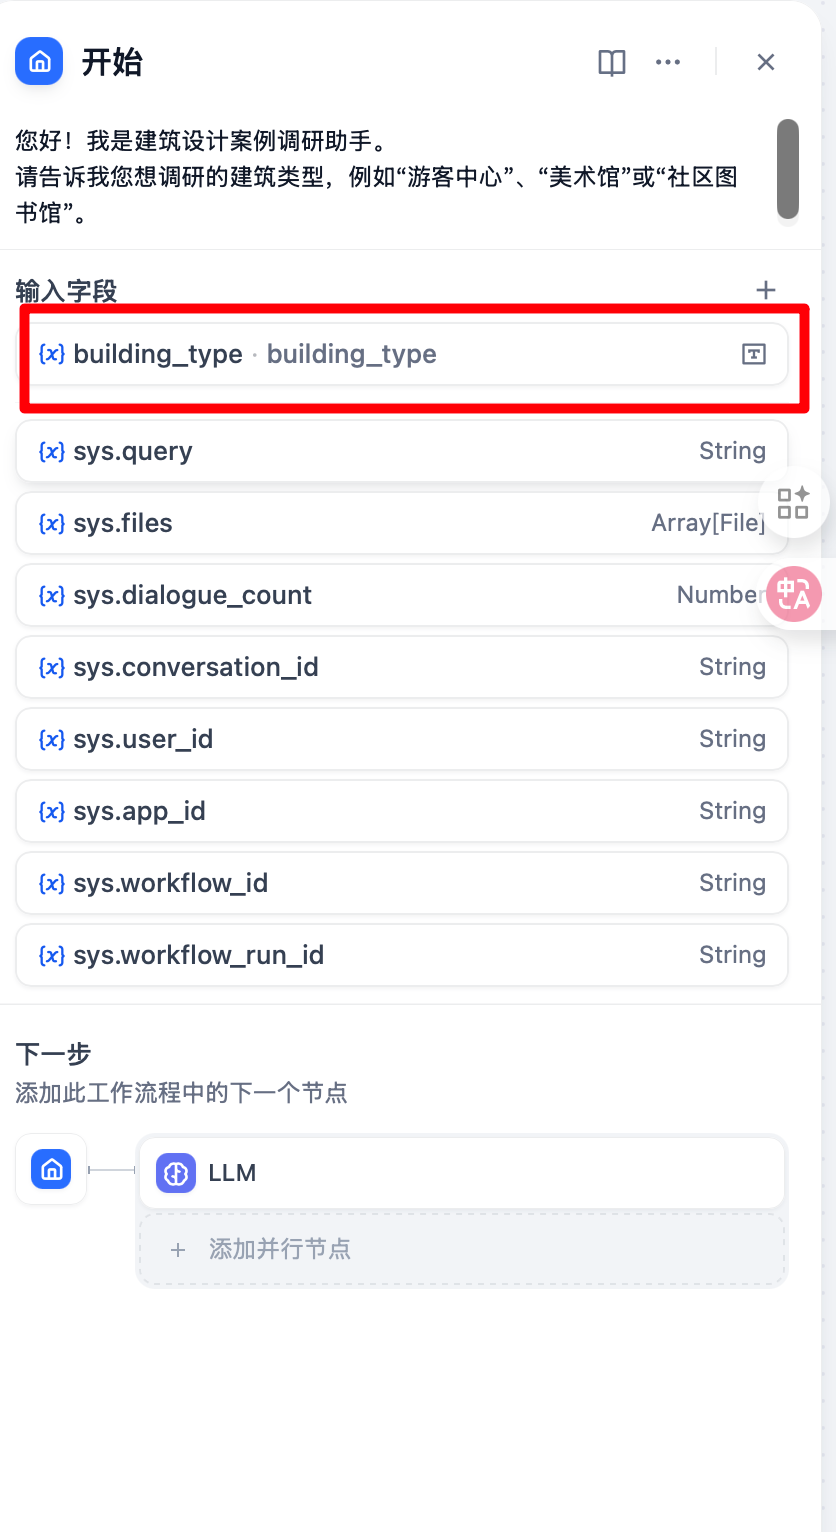 开始
您好！我是建筑设计案例调研助手。
请告诉我您想调研的建筑类型，例如“游客中心”、“美术馆”或“社区图
书馆”。
输入字段
{x} building_type · building_type
{x} sys.query String
{x} sys.files Array[File]
{x} sys.dialogue_count Number
{x} sys.conversation_id String
{x} sys.user_id String
{x} sys.app_id String
{x} sys.workflow_id String
{x} sys.workflow_run_id String
下一步
添加此工作流程中的下一个节点
LLM
+ 添加并行节点